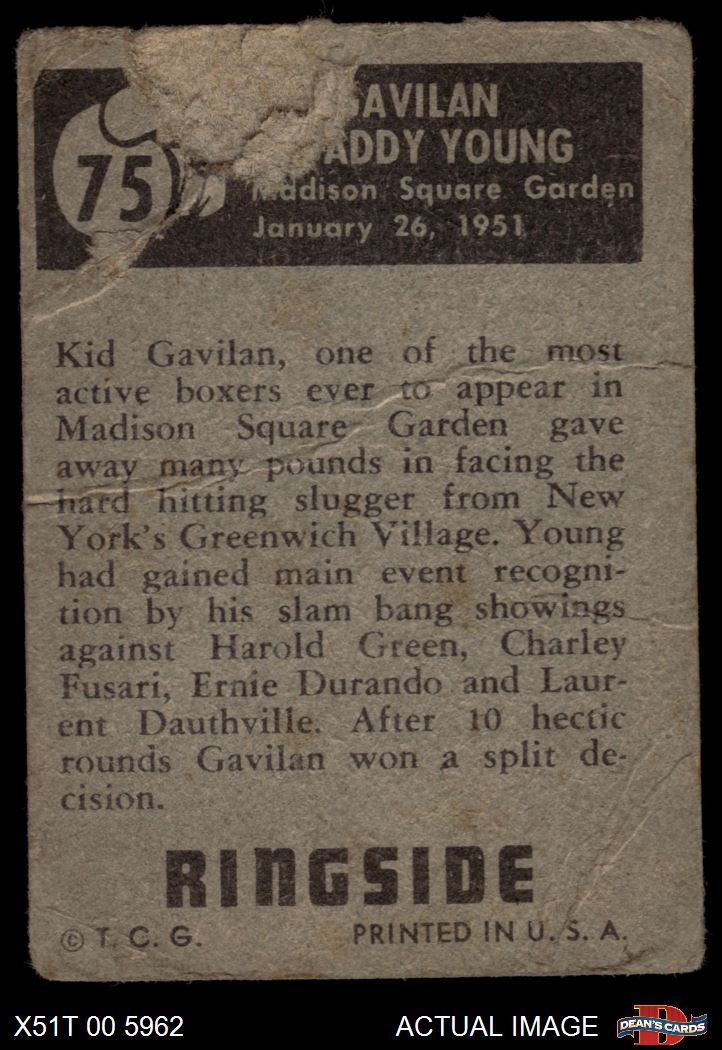 75
GAVILAN
ADDY YOUNG
Madison Square Garden
January 26, 1951
Kid Gavilan, one of the most
active boxers ever to appear in
Madison Square Garden gave
away many pounds in facing the
hard hitting slugger from New
York's Greenwich Village. Young
had gained main event recogni-
tion by his slam bang showings
against Harold Green, Charley
Fusari, Ernie Durando and Laur-
ent Dauthville. After 10 hectic
rounds Gavilan won a split de-
cision.
RINGSIDE
© T. C. G. PRINTED IN U. S. A.
X51T 00 5962 ACTUAL IMAGE D DEAN'S CARDS